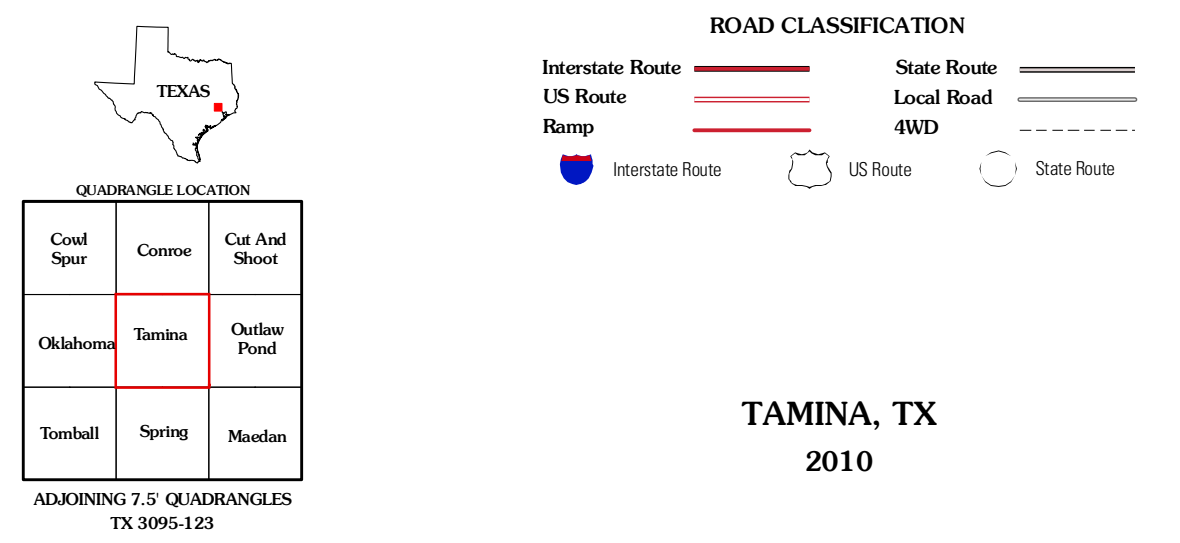 TEXAS
QUADRANGLE LOCATION
Cowl
Spur
Conroe
Cut And
Shoot
Oklahoma
Tamina
Outlaw
Pond
Tomball
Spring
Maedan
ADJOINING 7.5' QUADRANGLES
TX 3095-123
ROAD CLASSIFICATION
Interstate Route
State Route
US Route
Local Road
Ramp
4WD
Interstate Route
US Route
State Route
TAMINA, TX
2010